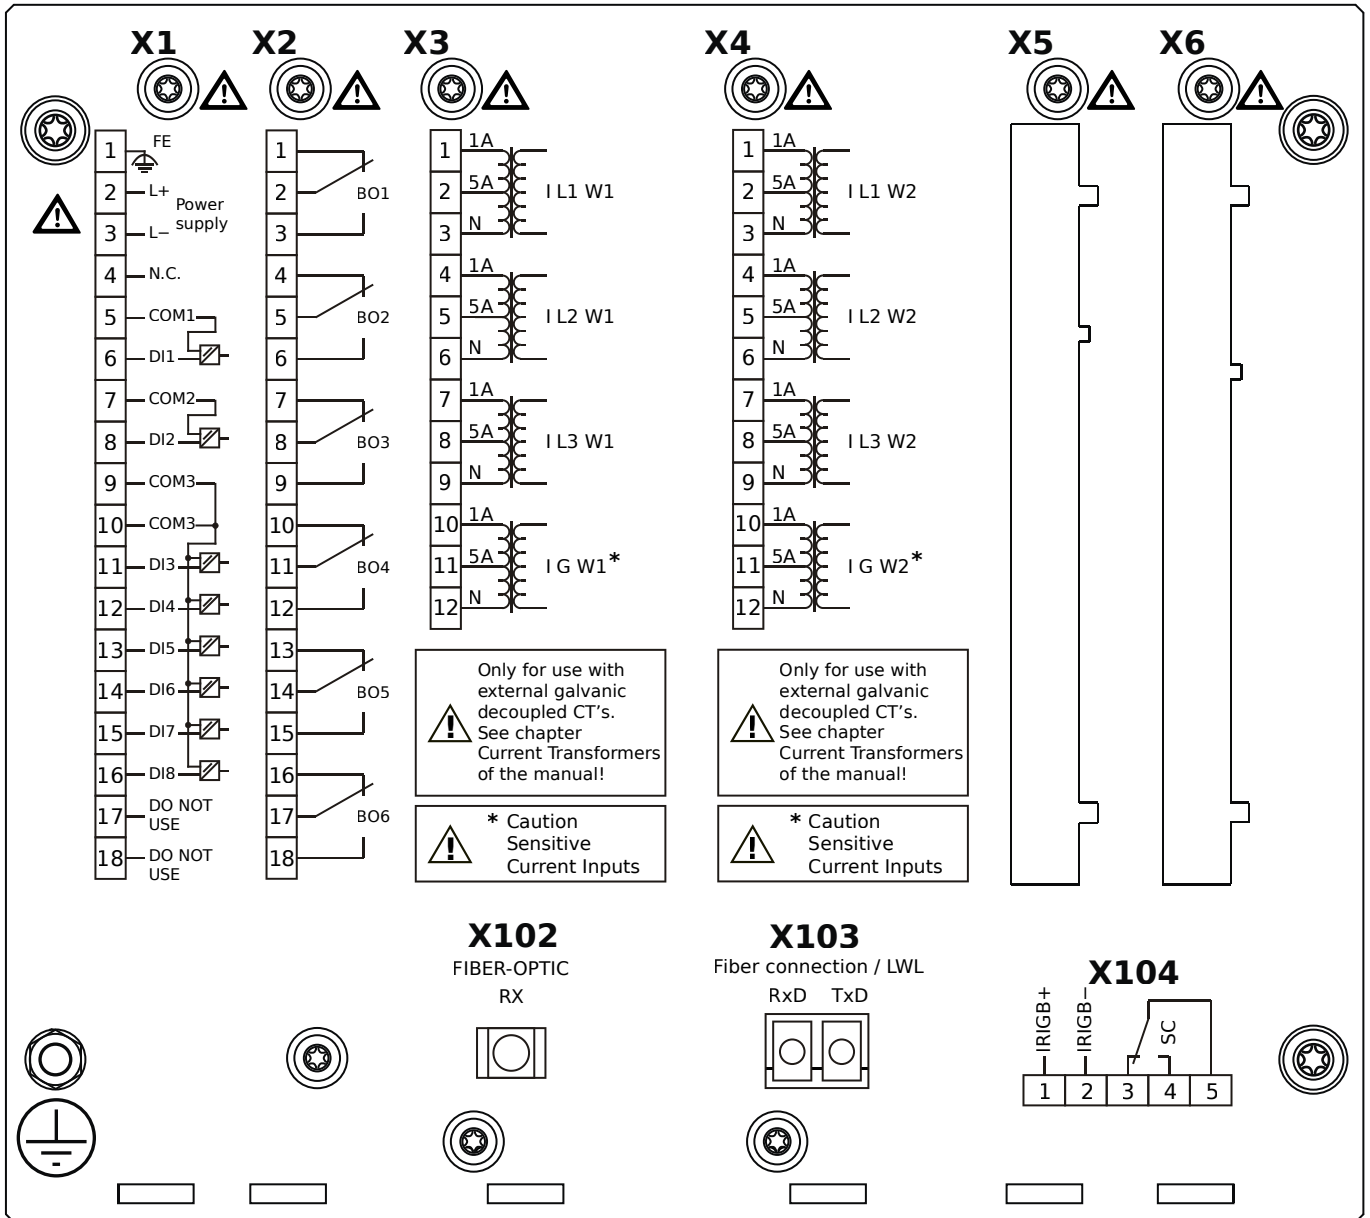 X1
X2
X3
X4
X5
X6
1
FE
2
L+
Power
supply
3
L−
4
N.C.
5
COM1
6
DI1
7
COM2
8
DI2
9
COM3
10
COM3
11
DI3
12
DI4
13
DI5
14
DI6
15
DI7
16
DI8
17
DO NOT
USE
18
DO NOT
USE
1
2
BO1
3
4
5
BO2
6
7
8
BO3
9
10
11
BO4
12
13
14
BO5
15
16
17
BO6
18
1
1A
2
5A
I L1 W1
3
N
4
1A
5
5A
I L2 W1
6
N
7
1A
8
5A
I L3 W1
9
N
10
1A
11
5A
I G W1*
12
N
Only for use with
external galvanic
decoupled CT's.
See chapter
Current Transformers
of the manual!
* Caution
Sensitive
Current Inputs
1
1A
2
5A
I L1 W2
3
N
4
1A
5
5A
I L2 W2
6
N
7
1A
8
5A
I L3 W2
9
N
10
1A
11
5A
I G W2*
12
N
Only for use with
external galvanic
decoupled CT's.
See chapter
Current Transformers
of the manual!
* Caution
Sensitive
Current Inputs
X102
FIBER-OPTIC
RX
X103
Fiber connection / LWL
RxD TxD
X104
IRIGB+
IRIGB−
SC
1 2 3 4 5